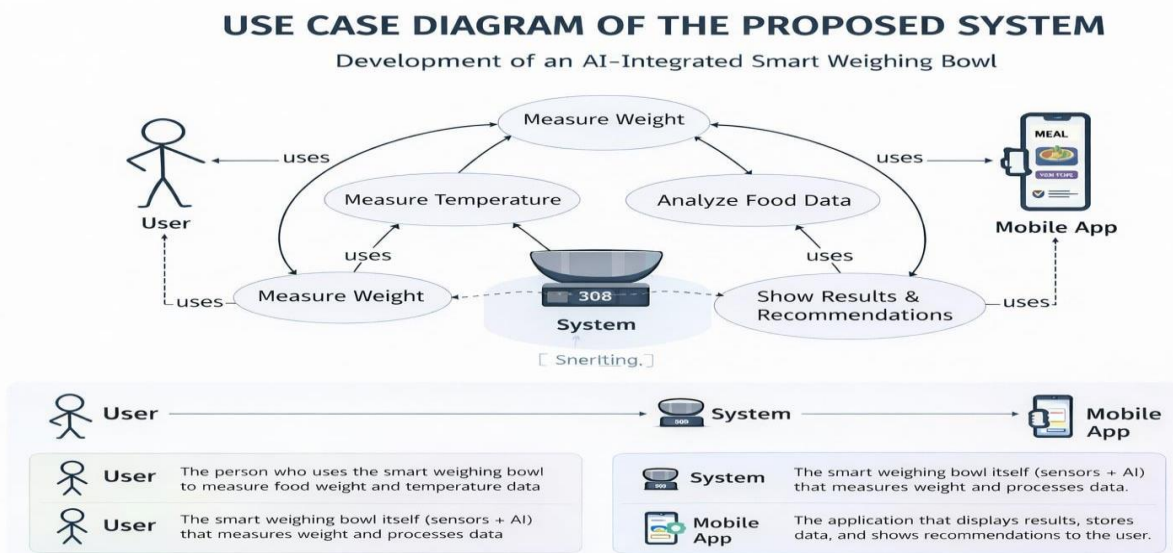 USE CASE DIAGRAM OF THE PROPOSED SYSTEM
Development of an AI-Integrated Smart Weighing Bowl
Measure Weight
uses
uses
MEAL
Measure Temperature
Analyze Food Data
User
Mobile App
uses
uses
uses
Measure Weight
308
Show Results &
Recommendations
uses
System
[ Snerlting.]
User
System
Mobile
App
User
The person who uses the smart weighing bowl
to measure food weight and temperature data
User
The smart weighing bowl itself (sensors + AI)
that measures weight and processes data
System
The smart weighing bowl itself (sensors + AI)
that measures weight and processes data.
Mobile
App
The application that displays results, stores
data, and shows recommendations to the user.